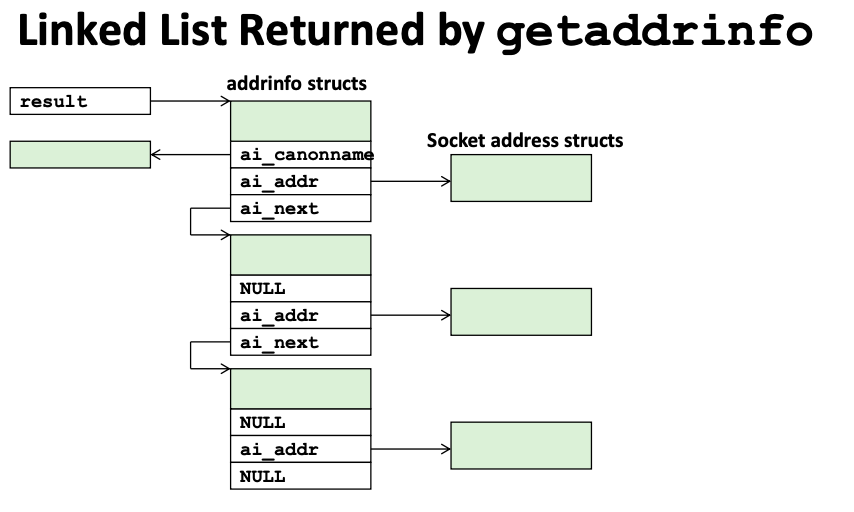 Linked List Returned by getaddrinfo
addrinfo structs
result
Socket address structs
ai_canonname
ai_addr
ai_next
NULL
ai_addr
ai_next
NULL
ai_addr
NULL